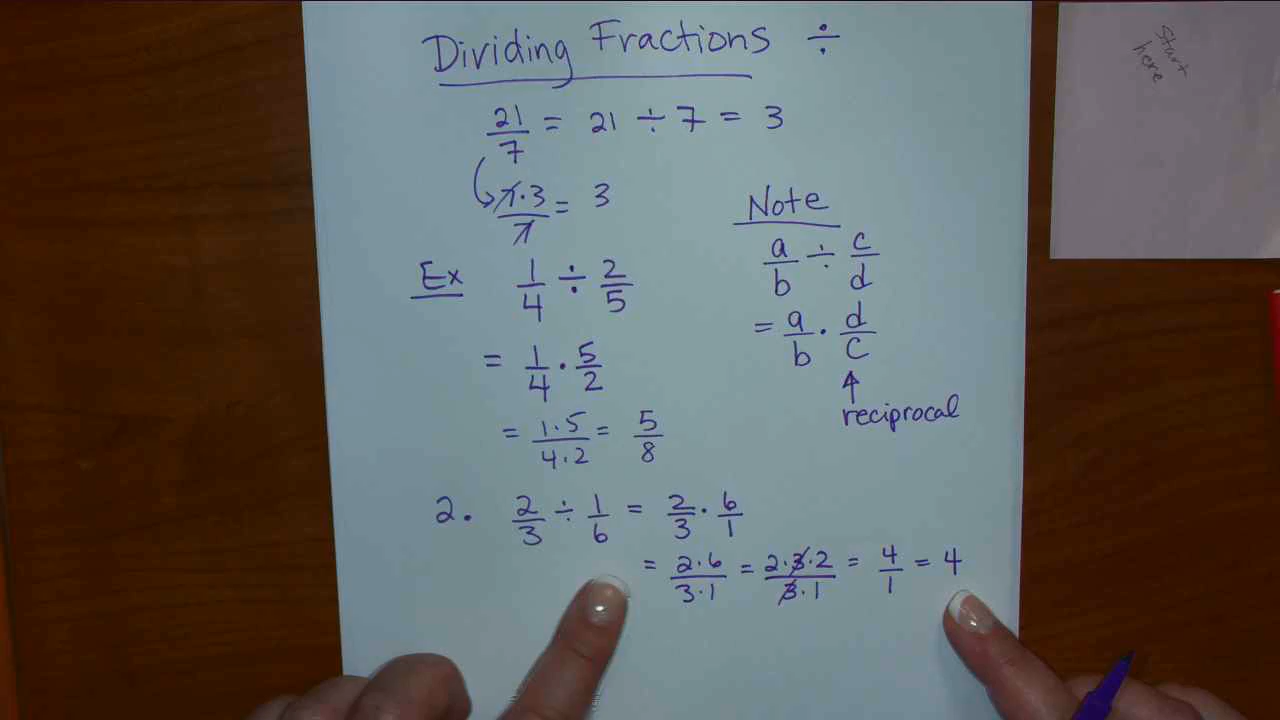 Dividing Fractions ÷
21/7 = 21 ÷ 7 = 3
7·3/7 = 3
Ex 1/4 ÷ 2/5
= 1/4 · 5/2
= 1·5/4·2 = 5/8
2. 2/3 ÷ 1/6 = 2/3 · 6/1
= 2·6/3·1 = 2·3·2/3·1 = 4/1 = 4
Note
a/b ÷ c/d
= a/b · d/c
reciprocal
Start
here